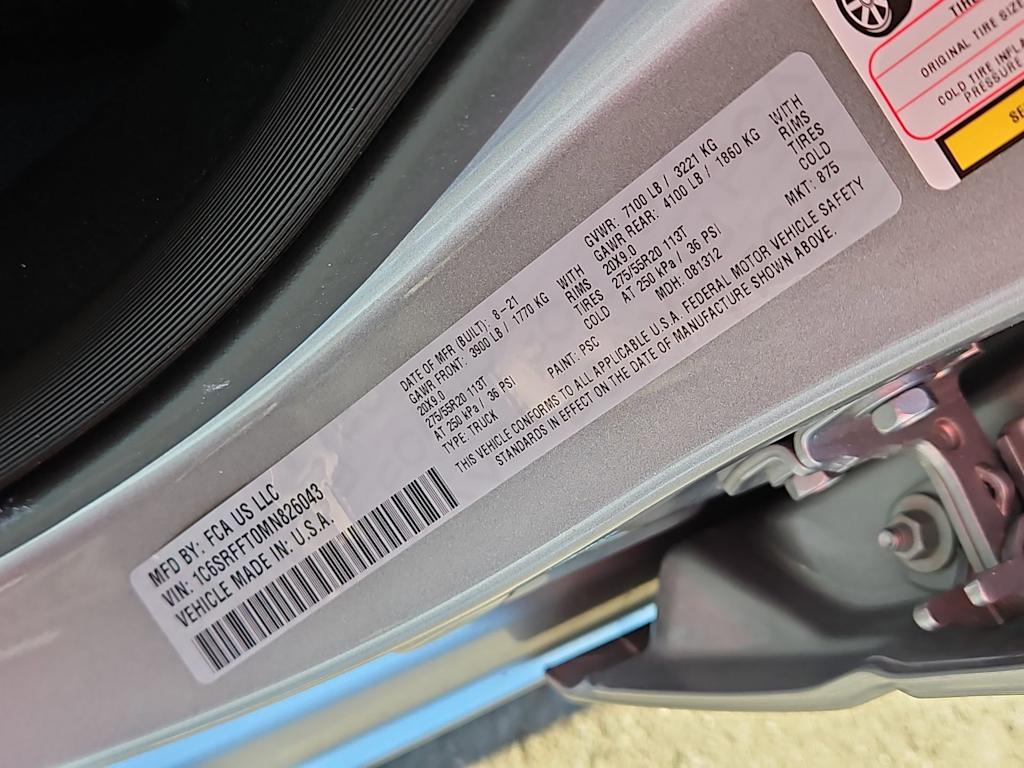 MFD BY: FCA US LLC
VIN: 1C6SRFFT0MN826043
VEHICLE MADE IN: U.S.A.
DATE OF MFR (BUILT): 8-21 GVWR: 7100 LB / 3221 KG
GAWR FRONT: 3900 LB / 1770 KG WITH GAWR REAR: 4100 LB / 1860 KG WITH
20X9.0 RIMS 20X9.0 RIMS
275/55R20 113T TIRES 275/55R20 113T TIRES
AT 250 kPa / 36 PSI COLD AT 250 kPa / 36 PSI COLD
TYPE: TRUCK PAINT: PSC MDH: 081312 MKT: 875
THIS VEHICLE CONFORMS TO ALL APPLICABLE U.S.A. FEDERAL MOTOR VEHICLE SAFETY
STANDARDS IN EFFECT ON THE DATE OF MANUFACTURE SHOWN ABOVE.
ORIGINAL TIRE SIZE
COLD TIRE
PRESSURE